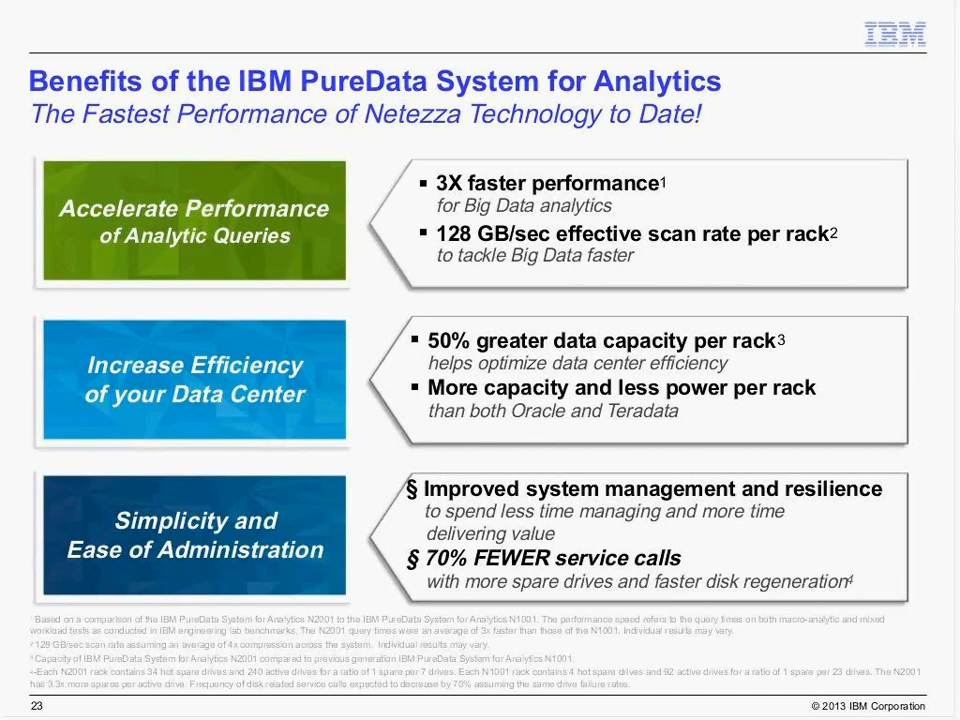 IBM
Benefits of the IBM PureData System for Analytics
The Fastest Performance of Netezza Technology to Date!
Accelerate Performance
of Analytic Queries
▪ 3X faster performance1
for Big Data analytics
▪ 128 GB/sec effective scan rate per rack2
to tackle Big Data faster
Increase Efficiency
of your Data Center
▪ 50% greater data capacity per rack3
helps optimize data center efficiency
▪ More capacity and less power per rack
than both Oracle and Teradata
Simplicity and
Ease of Administration
§ Improved system management and resilience
to spend less time managing and more time
delivering value
§ 70% FEWER service calls
with more spare drives and faster disk regeneration4
1 Based on a comparison of the IBM PureData System for Analytics N2001 to the IBM PureData System for Analytics N1001. The performance speed refers to the query times on both macro-analytic and mixed
workload tests as conducted in IBM engineering lab benchmarks. The N2001 query times were an average of 3x faster than those of the N1001. Individual results may vary.
2 128 GB/sec scan rate assuming an average of 4x compression across the system. Individual results may vary.
3 Capacity of IBM PureData System for Analytics N2001 compared to previous generation IBM PureData System for Analytics N1001.
4-Each N2001 rack contains 34 hot spare drives and 240 active drives for a ratio of 1 spare per 7 drives. Each N1001 rack contains 4 hot spare drives and 92 active drives for a ratio of 1 spare per 23 drives. The N2001
has 3.3x more spares per active drive. Frequency of disk related service calls expected to decrease by 70% assuming the same drive failure rates.
23
© 2013 IBM Corporation